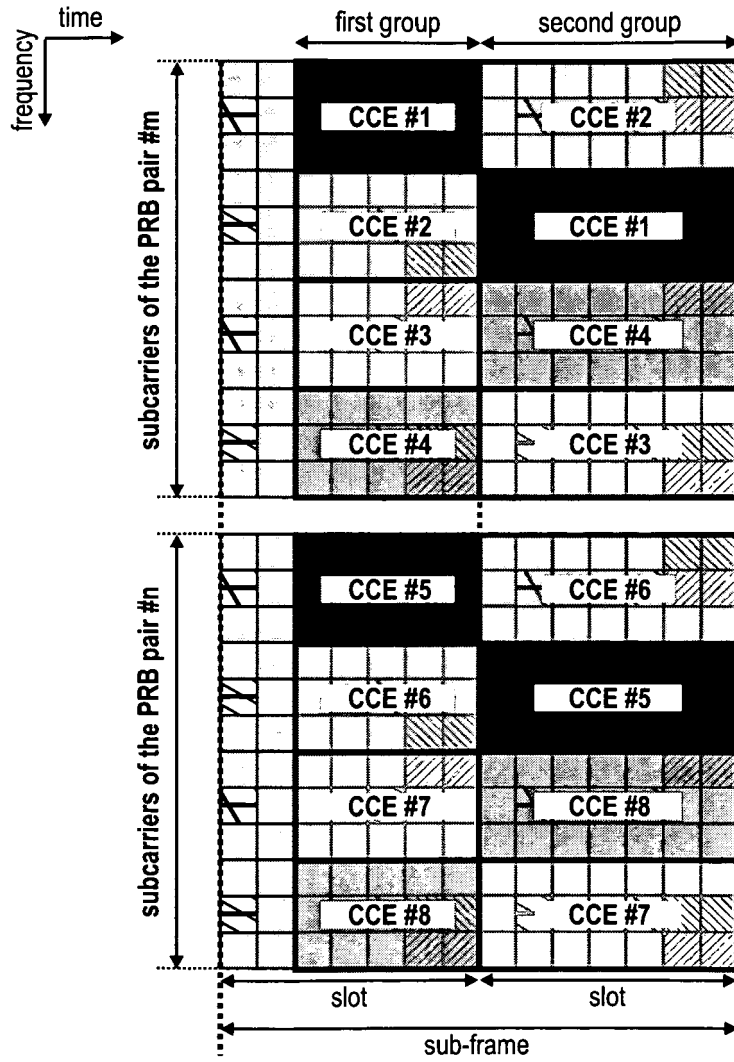 time
first group
second group
frequency
subcarriers of the PRB pair #m
CCE #1
CCE #2
CCE #2
CCE #1
CCE #3
CCE #4
CCE #4
CCE #3
subcarriers of the PRB pair #n
CCE #5
CCE #6
CCE #6
CCE #5
CCE #7
CCE #8
CCE #8
CCE #7
slot
slot
sub-frame